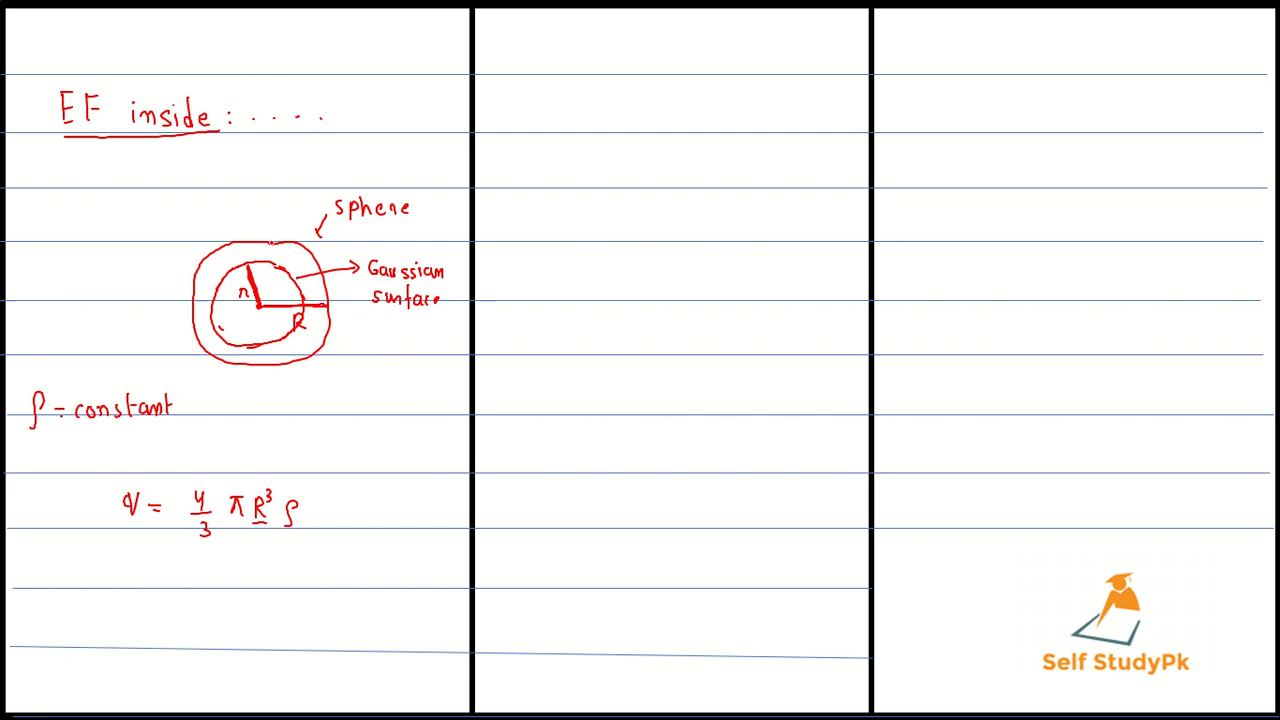 EF inside : . . . .
sphere
Gaussian
surface
r
R
ρ = constant
q = 4/3 π R³ ρ
Self StudyPk